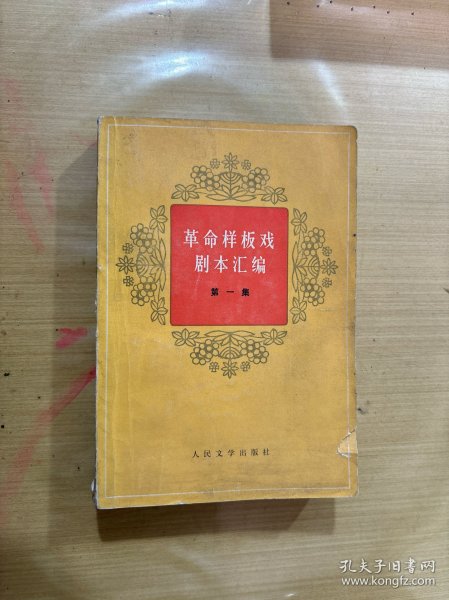 革命样板戏
剧本汇编
第一集
人民文学出版社
孔夫子旧书网
www.kongfz.com